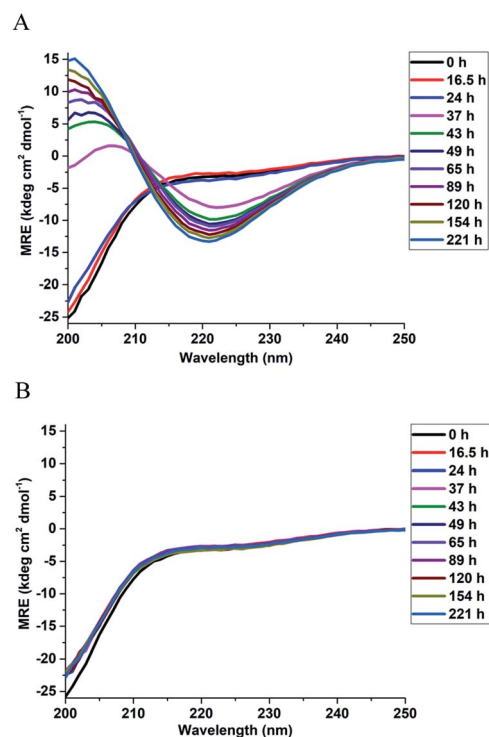 A
MRE (kdeg cm² dmol⁻¹)
15
10
5
0
-5
-10
-15
-20
-25
200
210
220
230
240
250
Wavelength (nm)
0 h
16.5 h
24 h
37 h
43 h
49 h
65 h
89 h
120 h
154 h
221 h
B
MRE (kdeg cm² dmol⁻¹)
15
10
5
0
-5
-10
-15
-20
-25
200
210
220
230
240
250
Wavelength (nm)
0 h
16.5 h
24 h
37 h
43 h
49 h
65 h
89 h
120 h
154 h
221 h